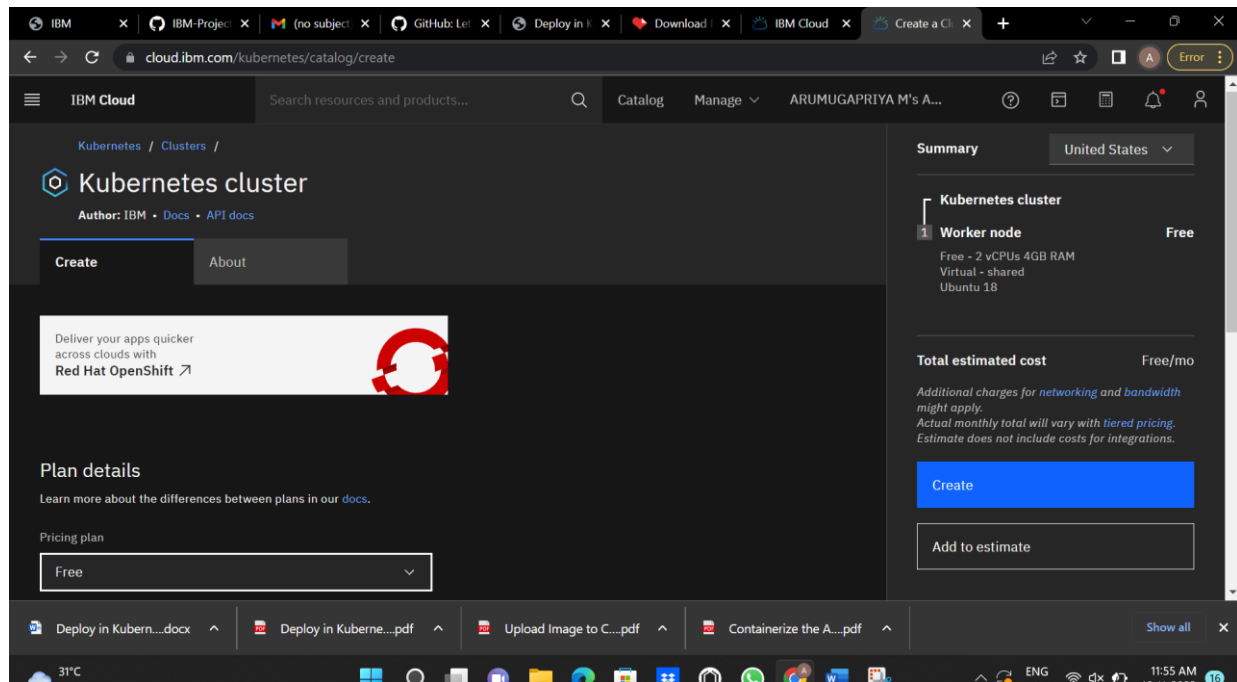 IBM
IBM-Project
(no subject
GitHub: Let
Deploy in K
Download
IBM Cloud
Create a Cl
cloud.ibm.com/kubernetes/catalog/create
A
Error
IBM Cloud
Search resources and products...
Catalog
Manage
ARUMUGAPRIYA M's A...
Kubernetes / Clusters /
Kubernetes cluster
Author: IBM • Docs • API docs
Create
About
Deliver your apps quicker
across clouds with
Red Hat OpenShift
Plan details
Learn more about the differences between plans in our docs.
Pricing plan
Free
Summary
United States
Kubernetes cluster
1 Worker node Free
Free - 2 vCPUs 4GB RAM
Virtual - shared
Ubuntu 18
Total estimated cost Free/mo
Additional charges for networking and bandwidth
might apply.
Actual monthly total will vary with tiered pricing.
Estimate does not include costs for integrations.
Create
Add to estimate
Deploy in Kubern....docx
Deploy in Kuberne....pdf
Upload Image to C....pdf
Containerize the A....pdf
Show all
31°C
ENG
11:55 AM
16